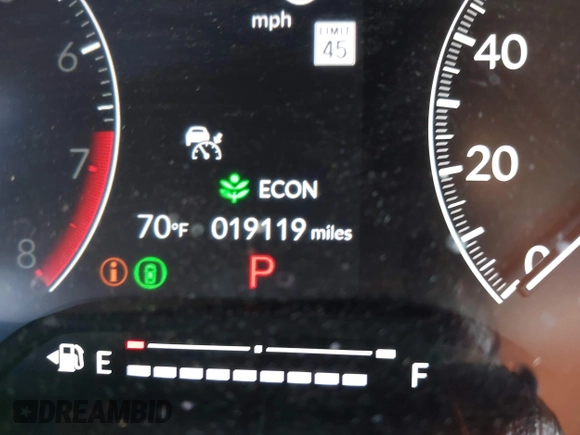 mph
LIMIT
45
6
7
8
40
20
0
ECON
70°F 019119 miles
i
P
E F
DREAMBID